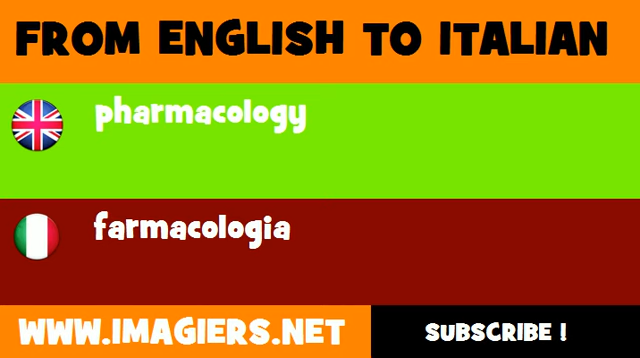 FROM ENGLISH TO ITALIAN
pharmacology
farmacologia
WWW.IMAGIERS.NET
SUBSCRIBE !